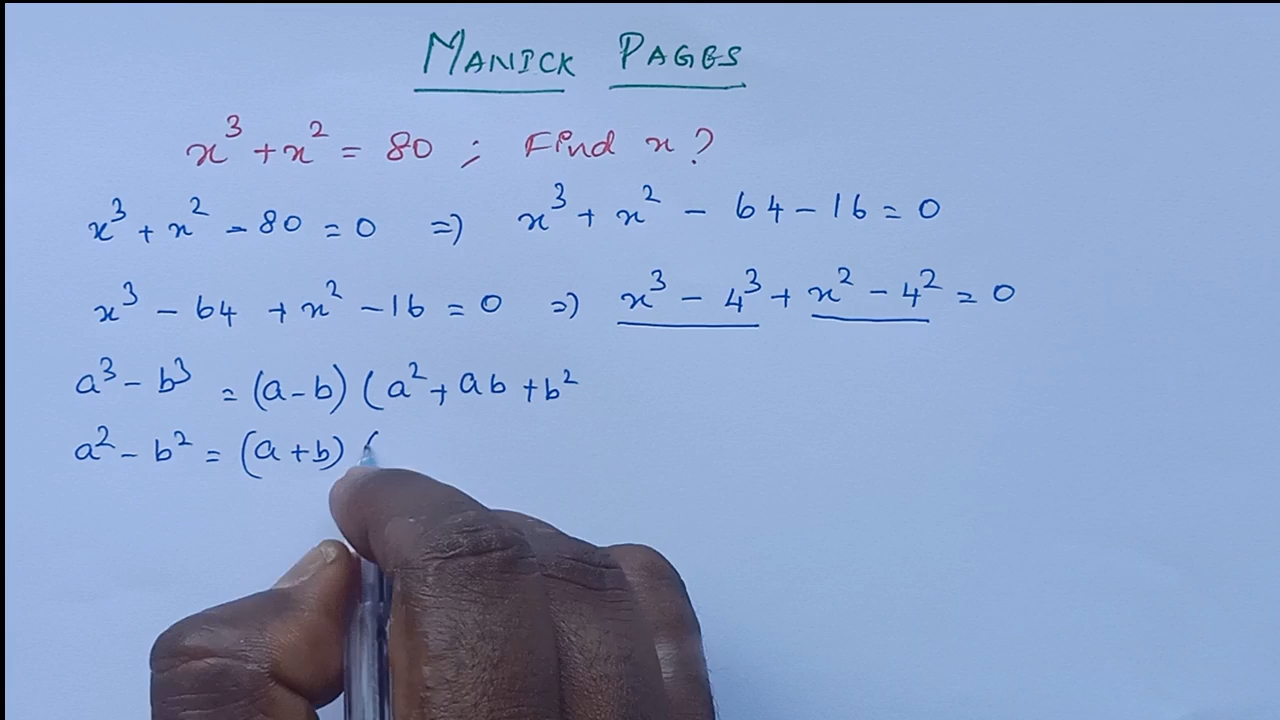 MANICK PAGES
x³ + x² = 80 ; Find x?
x³ + x² - 80 = 0 => x³ + x² - 64 - 16 = 0
x³ - 64 + x² - 16 = 0 => x³ - 4³ + x² - 4² = 0
a³ - b³ = (a-b) (a² + ab + b²
a² - b² = (a+b) (